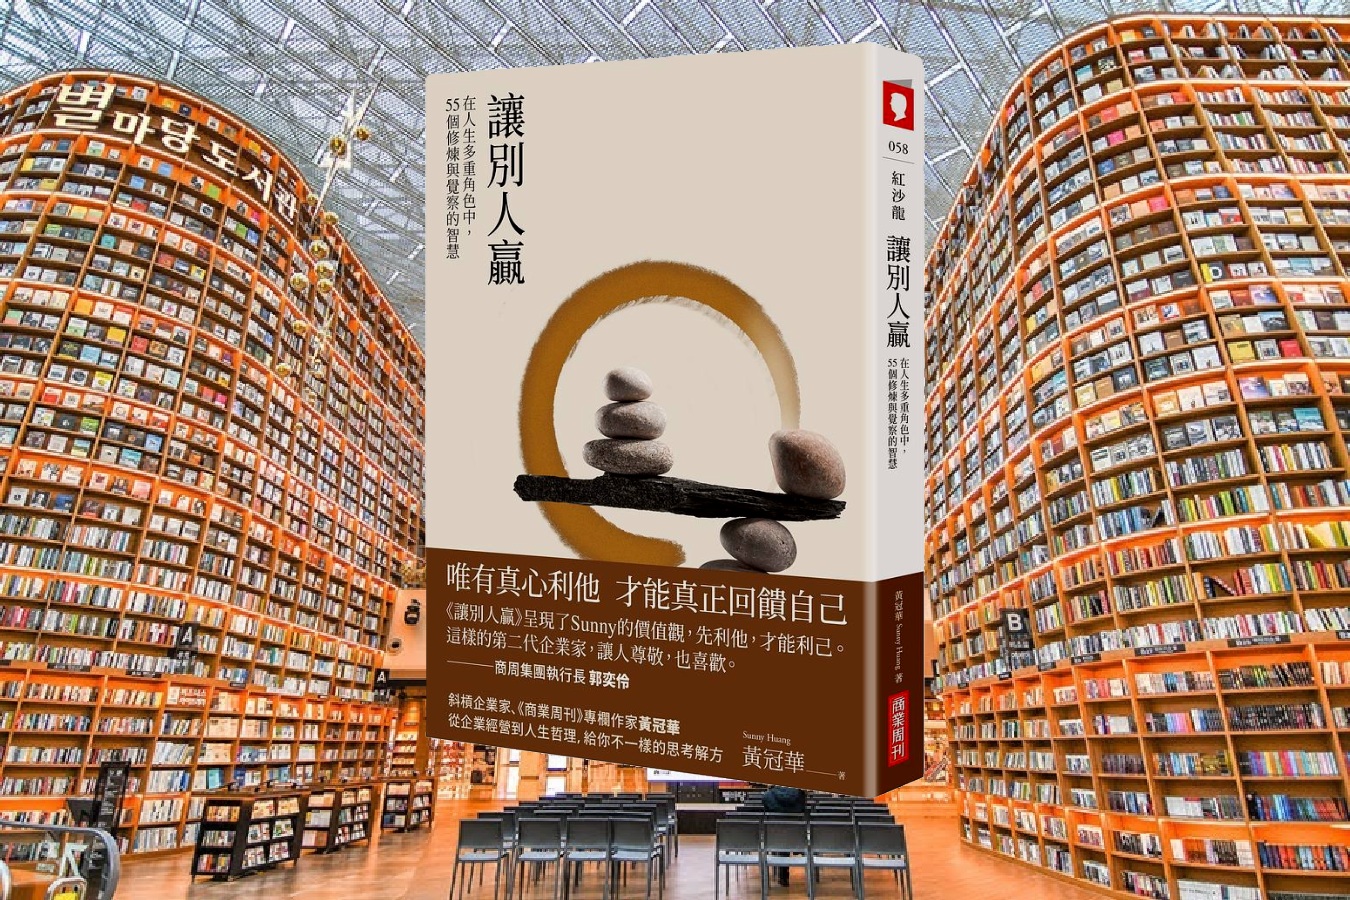 별마당 도서관
讓別人贏
在人生多重角色中，
55個修煉與覺察的智慧
唯有真心利他 才能真正回饋自己
《讓別人贏》呈現了Sunny的價值觀，先利他，才能利己。
這樣的第二代企業家，讓人尊敬，也喜歡。
——商周集團執行長 郭奕伶
斜槓企業家、《商業周刊》專欄作家黃冠華
從企業經營到人生哲理，給你不一樣的思考解方
Sunny Huang
黃冠華——著
058
紅沙龍
讓別人贏
在人生多重角色中，
55個修煉與覺察的智慧
黃冠華 Sunny Huang 著
商業周刊
A
A
B